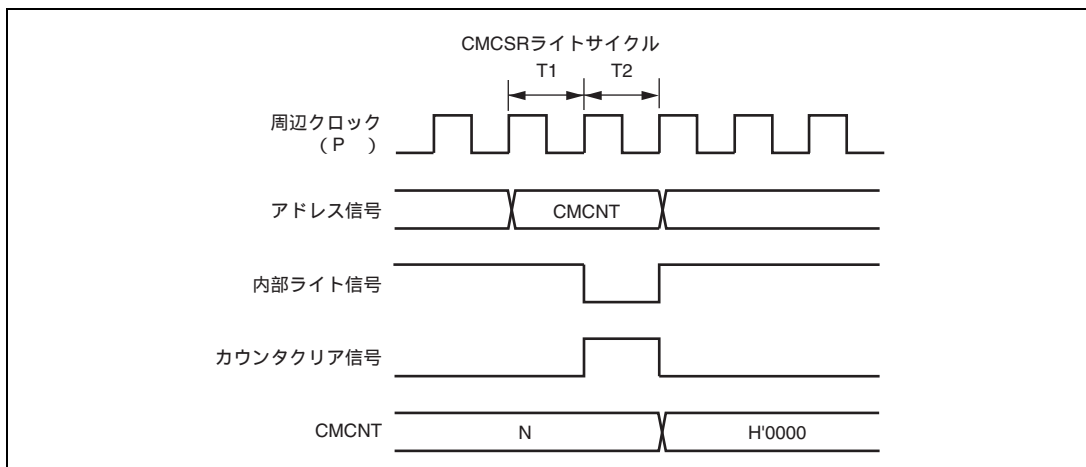 CMCSRライトサイクル
T1 T2
周辺クロック
（P　）
アドレス信号 CMCNT
内部ライト信号
カウンタクリア信号
CMCNT N H'0000